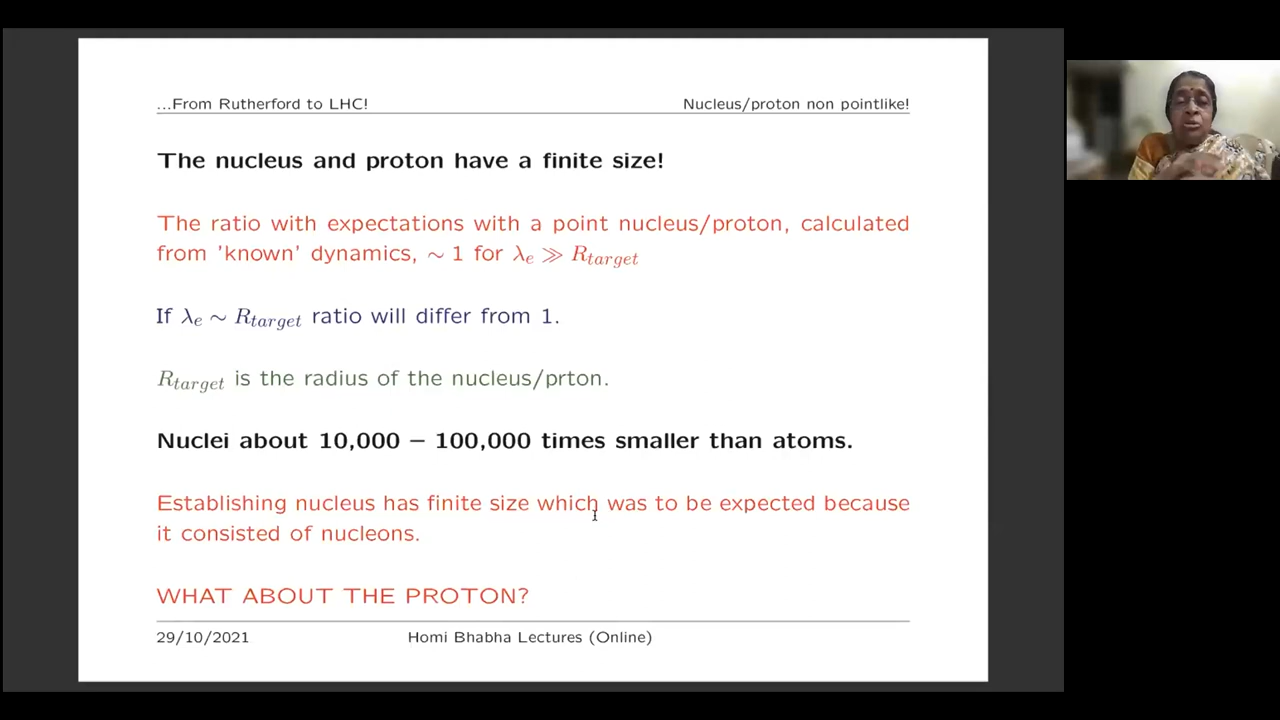 ...From Rutherford to LHC! Nucleus/proton non pointlike!
The nucleus and proton have a finite size!
The ratio with expectations with a point nucleus/proton, calculated
from 'known' dynamics, ∼ 1 for λ_e ≫ R_target
If λ_e ∼ R_target ratio will differ from 1.
R_target is the radius of the nucleus/prton.
Nuclei about 10,000 – 100,000 times smaller than atoms.
Establishing nucleus has finite size which was to be expected because
it consisted of nucleons.
WHAT ABOUT THE PROTON?
29/10/2021 Homi Bhabha Lectures (Online)